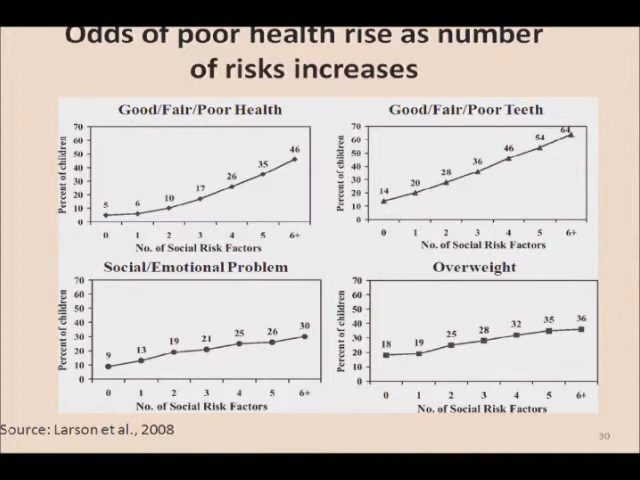 Odds of poor health rise as number
of risks increases
Good/Fair/Poor Health
Percent of children
70
60
50
40
30
20
10
0
5 6 10 17 26 35 46
0 1 2 3 4 5 6+
No. of Social Risk Factors
Good/Fair/Poor Teeth
Percent of children
70
60
50
40
30
20
10
0
14 20 28 36 46 54 64
0 1 2 3 4 5 6+
No. of Social Risk Factors
Social/Emotional Problem
Percent of children
70
60
50
40
30
20
10
0
9 13 19 21 25 26 30
0 1 2 3 4 5 6+
No. of Social Risk Factors
Overweight
Percent of children
70
60
50
40
30
20
10
0
18 19 25 28 32 35 36
0 1 2 3 4 5 6+
No. of Social Risk Factors
Source: Larson et al., 2008
30